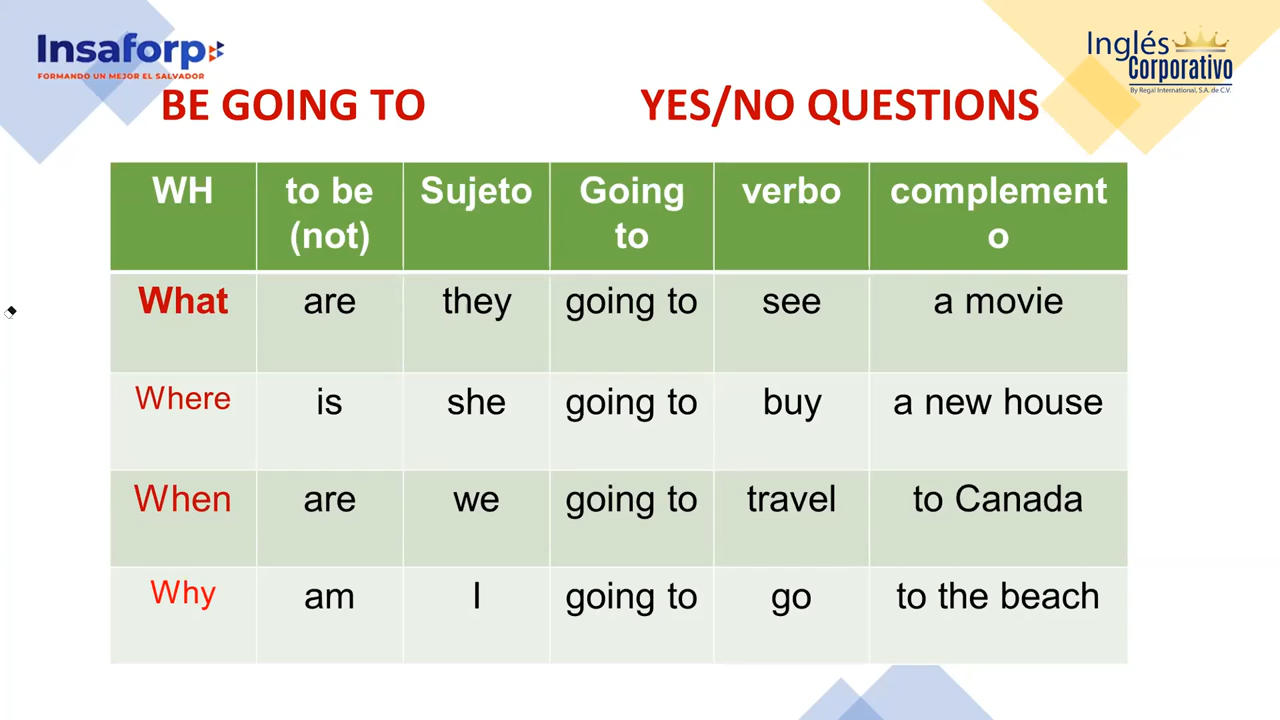 Insaforp
FORMANDO UN MEJOR EL SALVADOR
Inglés
Corporativo
By Regal International, S.A. de C.V.
BE GOING TO YES/NO QUESTIONS
WH to be (not) Sujeto Going to verbo complemento
What are they going to see a movie
Where is she going to buy a new house
When are we going to travel to Canada
Why am I going to go to the beach